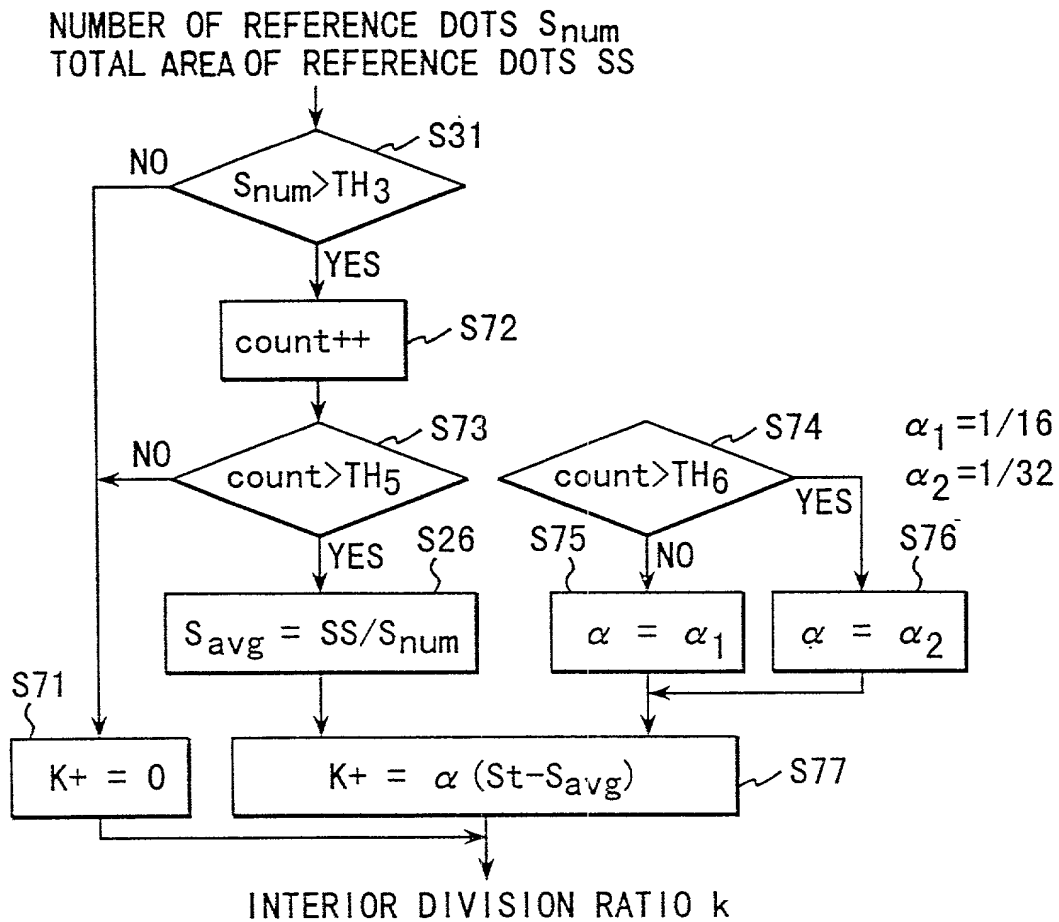 NUMBER OF REFERENCE DOTS Snum
TOTAL AREA OF REFERENCE DOTS SS
S31
NO
Snum>TH3
YES
count++
S72
S73
NO
count>TH5
YES
S74
count>TH6
YES
NO
α1=1/16
α2=1/32
S26
Savg = SS/Snum
S75
α = α1
S76
α = α2
S71
K+ = 0
K+ = α(St-Savg)
S77
INTERIOR DIVISION RATIO k